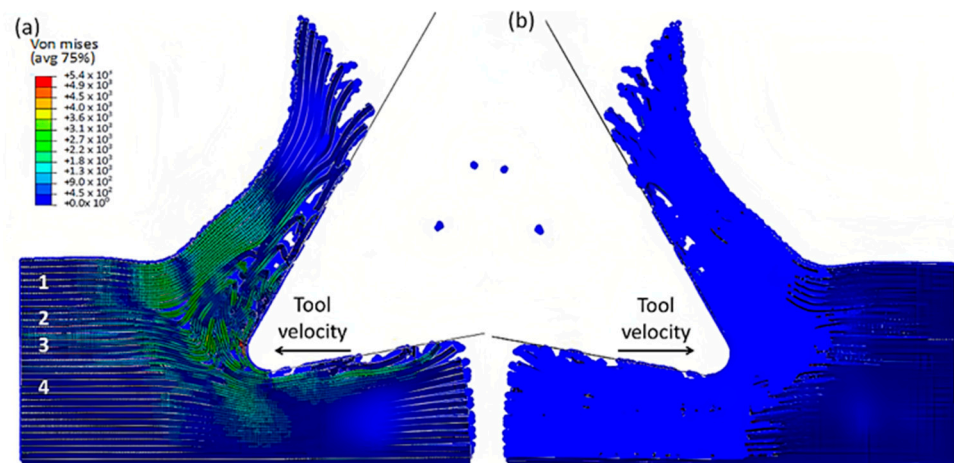 (a)
(b)
Von mises
(avg 75%)
+5.4 x 10³
+4.9 x 10³
+4.5 x 10³
+4.0 x 10³
+3.6 x 10³
+3.1 x 10³
+2.7 x 10³
+2.2 x 10³
+1.8 x 10³
+1.3 x 10³
+9.0 x 10²
+4.5 x 10²
+0.0x 10⁰
1
2
3
4
Tool
velocity
Tool
velocity